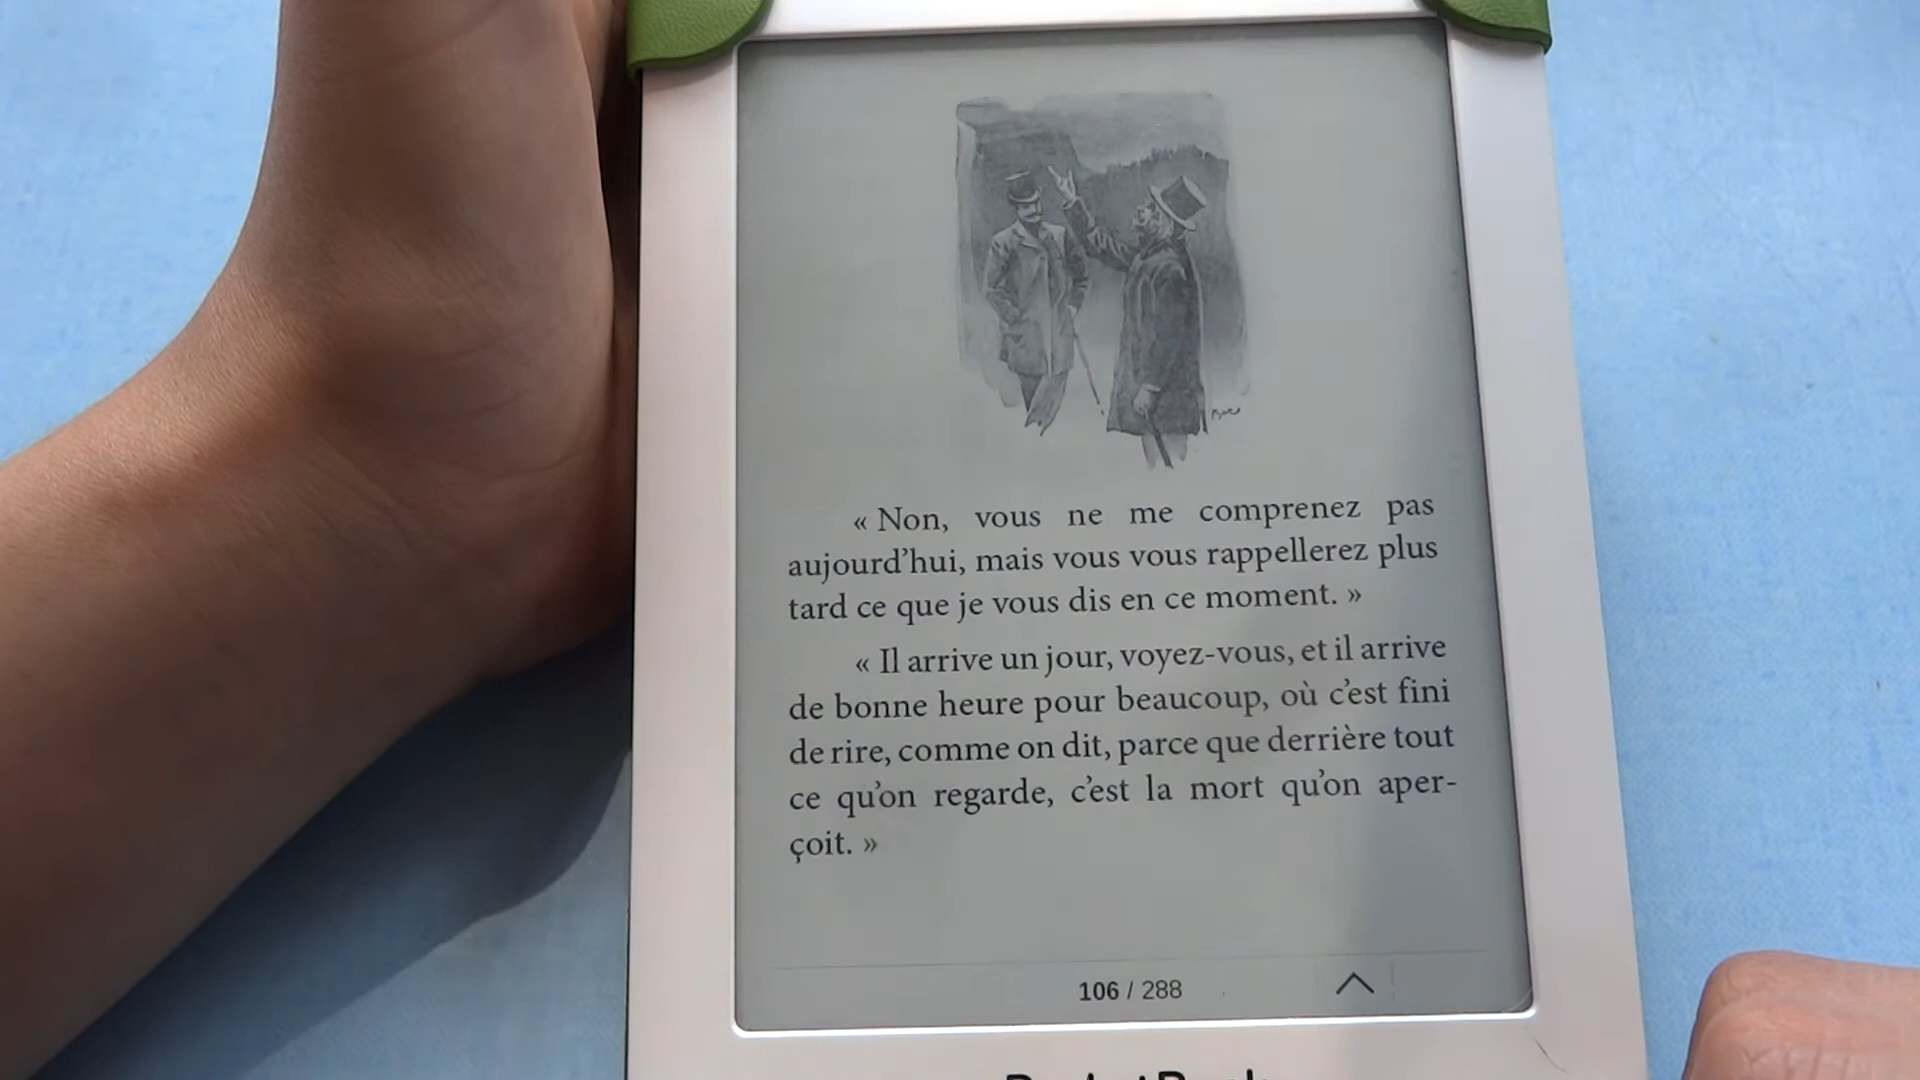 « Non, vous ne me comprenez pas
aujourd’hui, mais vous vous rappellerez plus
tard ce que je vous dis en ce moment. »
« Il arrive un jour, voyez-vous, et il arrive
de bonne heure pour beaucoup, où c’est fini
de rire, comme on dit, parce que derrière tout
ce qu’on regarde, c’est la mort qu’on aper-
çoit. »
106 / 288
PocketBook